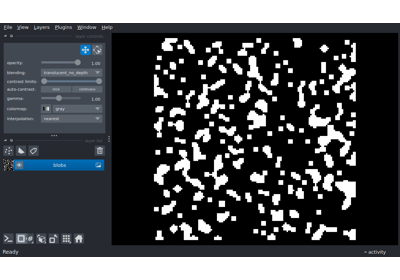 File View Layers Plugins Window Help
opacity: 1.00
blending: translucent_no_depth
contrast limits:
auto-contrast: once continuous
gamma: 1.00
colormap: gray
interpolation: nearest
blobs
Ready
activity